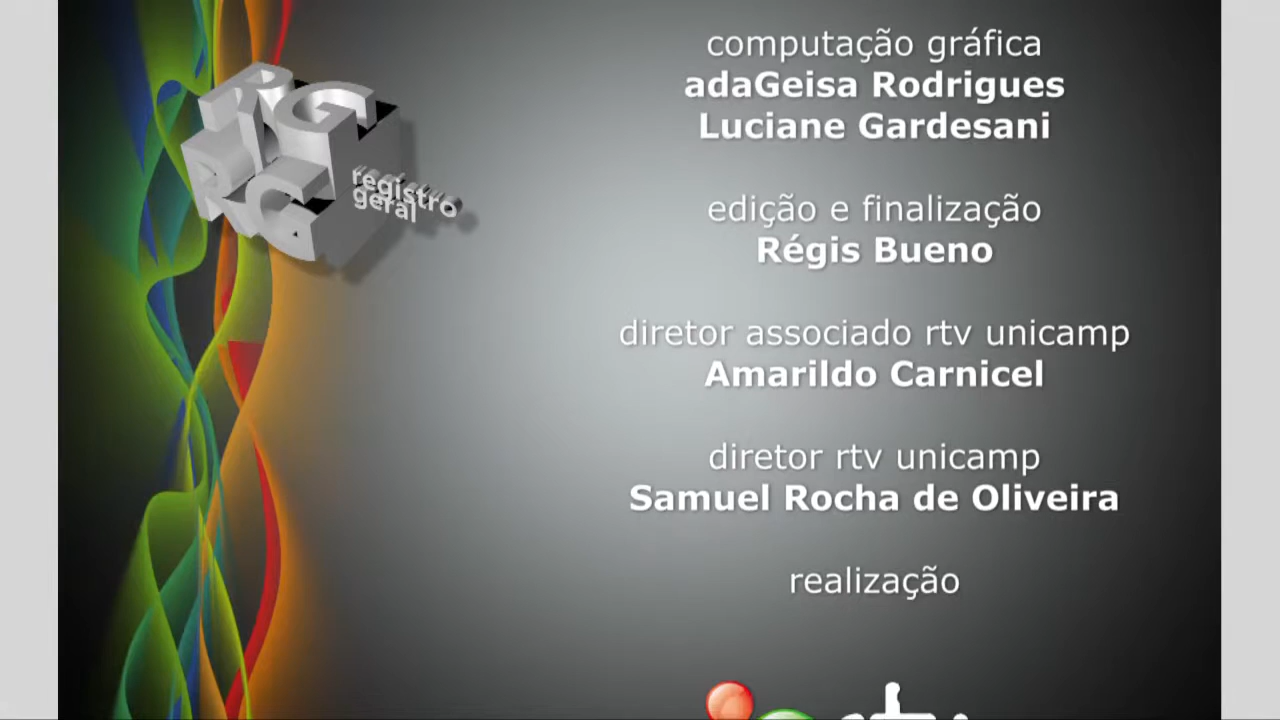 RG
RG
registro
geral
computação gráfica
adaGeisa Rodrigues
Luciane Gardesani
edição e finalização
Régis Bueno
diretor associado rtv unicamp
Amarildo Carnicel
diretor rtv unicamp
Samuel Rocha de Oliveira
realização